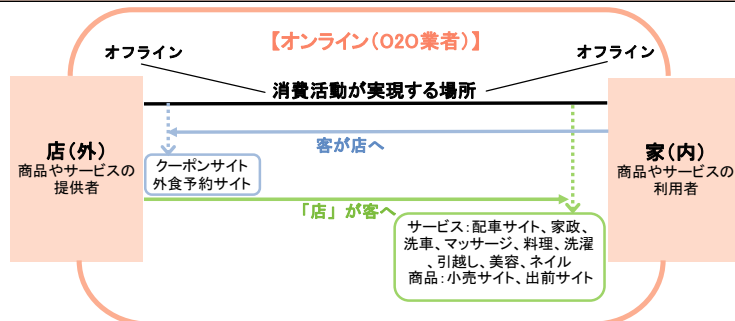 【オンライン(O2O業者)】
オフライン
オフライン
消費活動が実現する場所
店(外)
商品やサービスの
提供者
客が店へ
家(内)
商品やサービスの
利用者
クーポンサイト
外食予約サイト
「店」が客へ
サービス:配車サイト、家政、
洗車、マッサージ、料理、洗濯
、引越し、美容、ネイル
商品:小売サイト、出前サイト